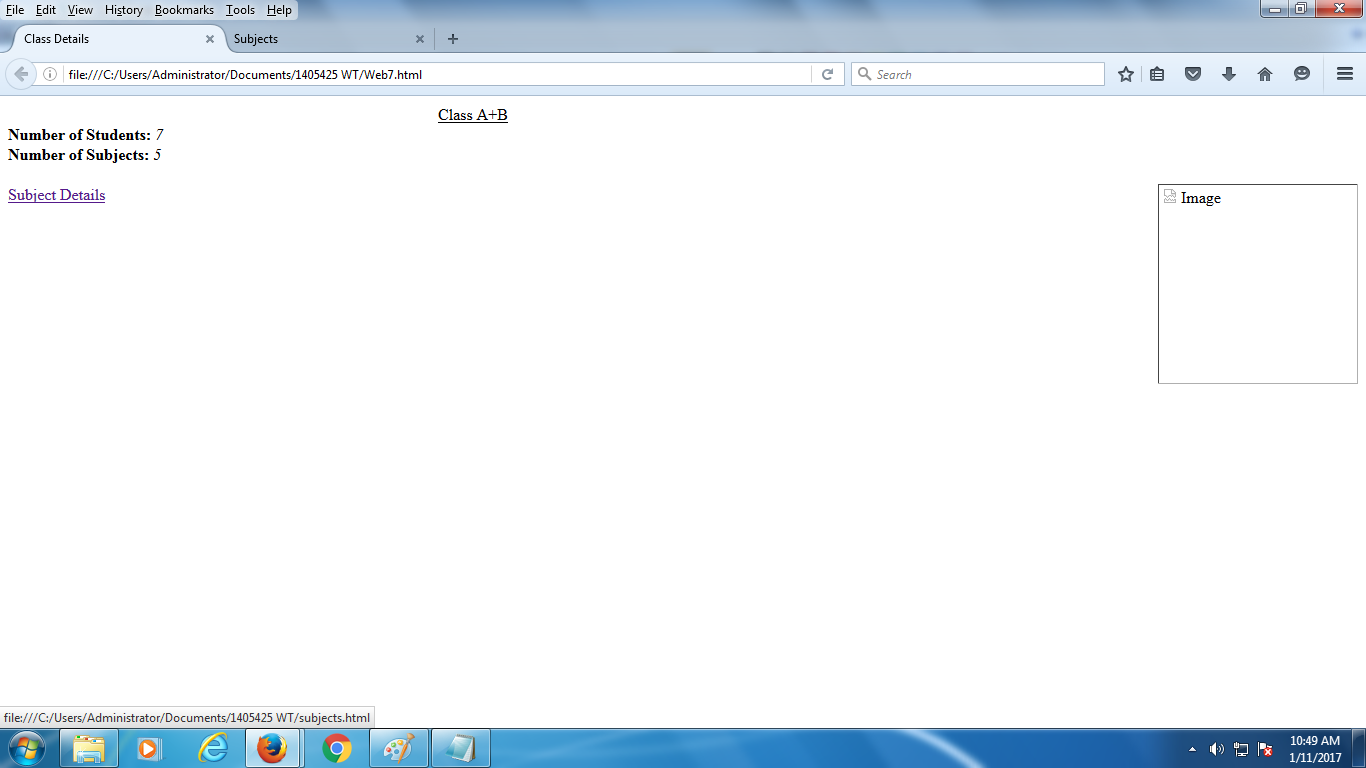 File Edit View History Bookmarks Tools Help
Class Details Subjects
file:///C:/Users/Administrator/Documents/1405425 WT/Web7.html Search
Class A+B
Number of Students: 7
Number of Subjects: 5
Subject Details
Image
file:///C:/Users/Administrator/Documents/1405425 WT/subjects.html
10:49 AM
1/11/2017